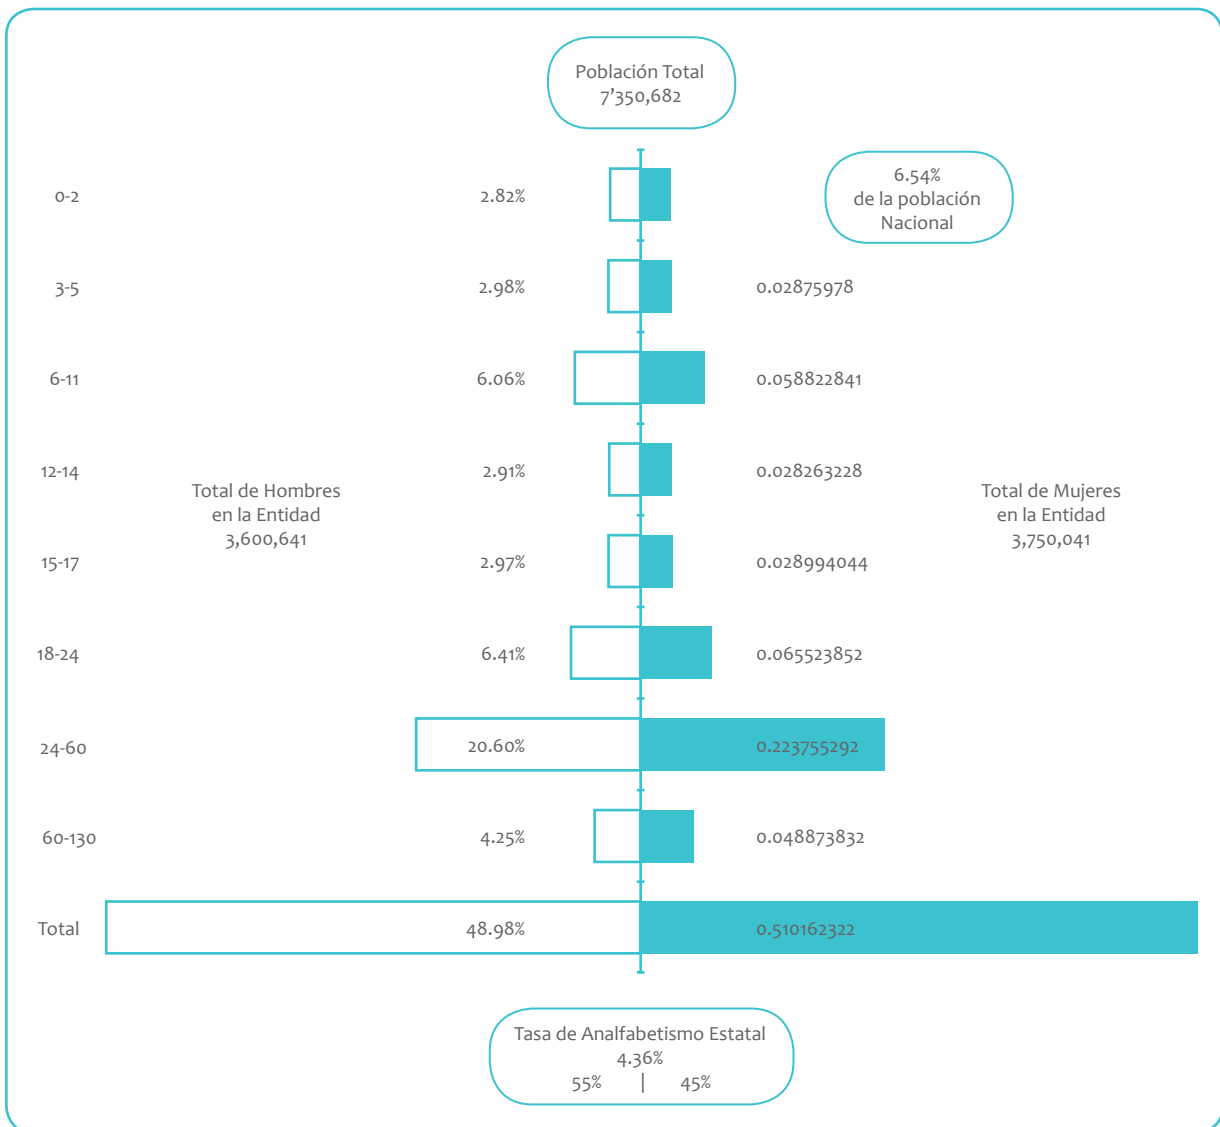 Población Total
7’350,682
6.54%
de la población
Nacional
0-2 2.82%
3-5 2.98% 0.02875978
6-11 6.06% 0.058822841
12-14 2.91% 0.028263228
Total de Hombres
en la Entidad
3,600,641
Total de Mujeres
en la Entidad
3,750,041
15-17 2.97% 0.028994044
18-24 6.41% 0.065523852
24-60 20.60% 0.223755292
60-130 4.25% 0.048873832
Total 48.98% 0.510162322
Tasa de Analfabetismo Estatal
4.36%
55% | 45%